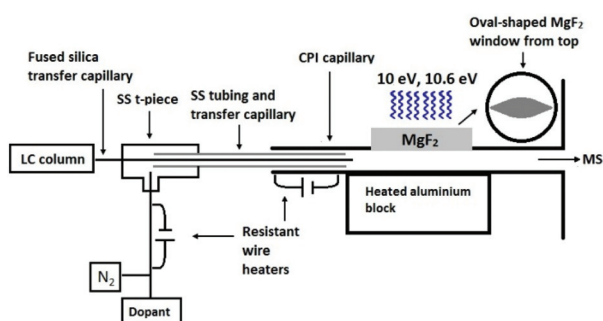 Oval-shaped MgF₂
window from top
Fused silica
transfer capillary
CPI capillary
SS t-piece
SS tubing and
transfer capillary
10 eV, 10.6 eV
LC column
MgF₂
MS
Heated aluminium
block
Resistant
wire
heaters
N₂
Dopant